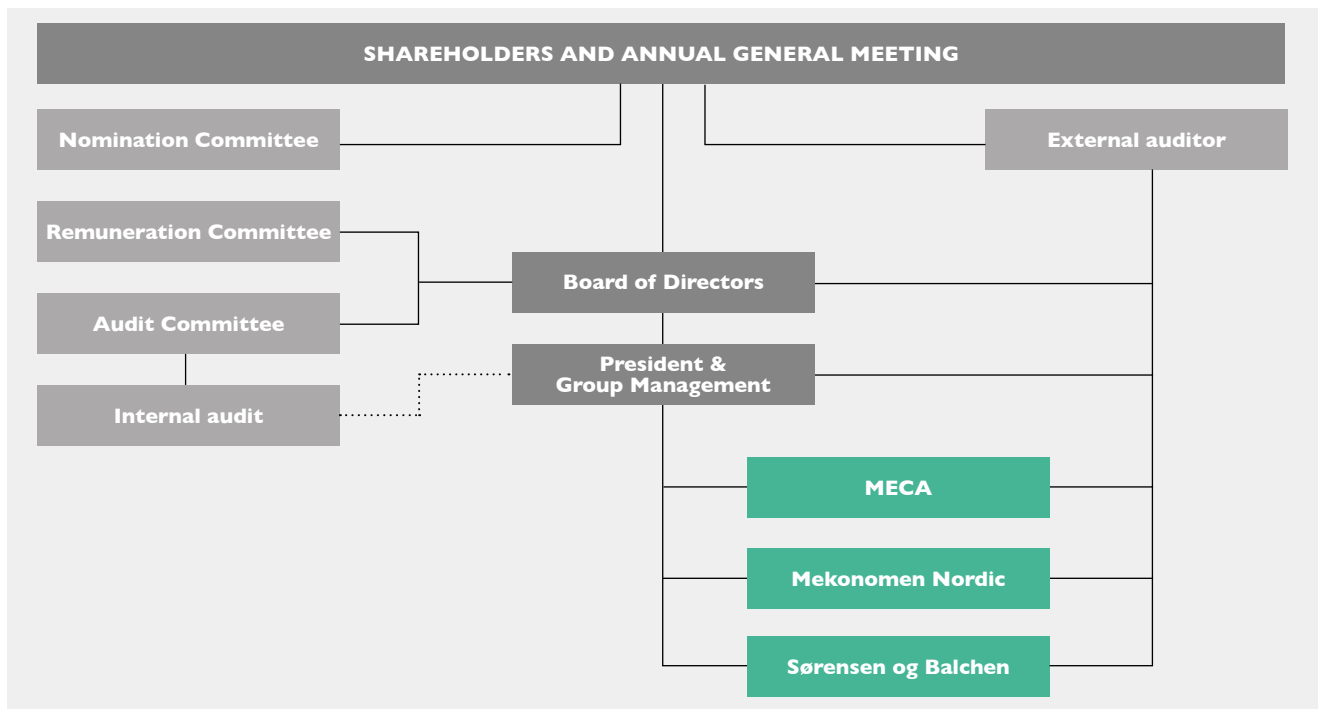 SHAREHOLDERS AND ANNUAL GENERAL MEETING
Nomination Committee
External auditor
Remuneration Committee
Board of Directors
Audit Committee
President &
Group Management
Internal audit
MECA
Mekonomen Nordic
Sørensen og Balchen